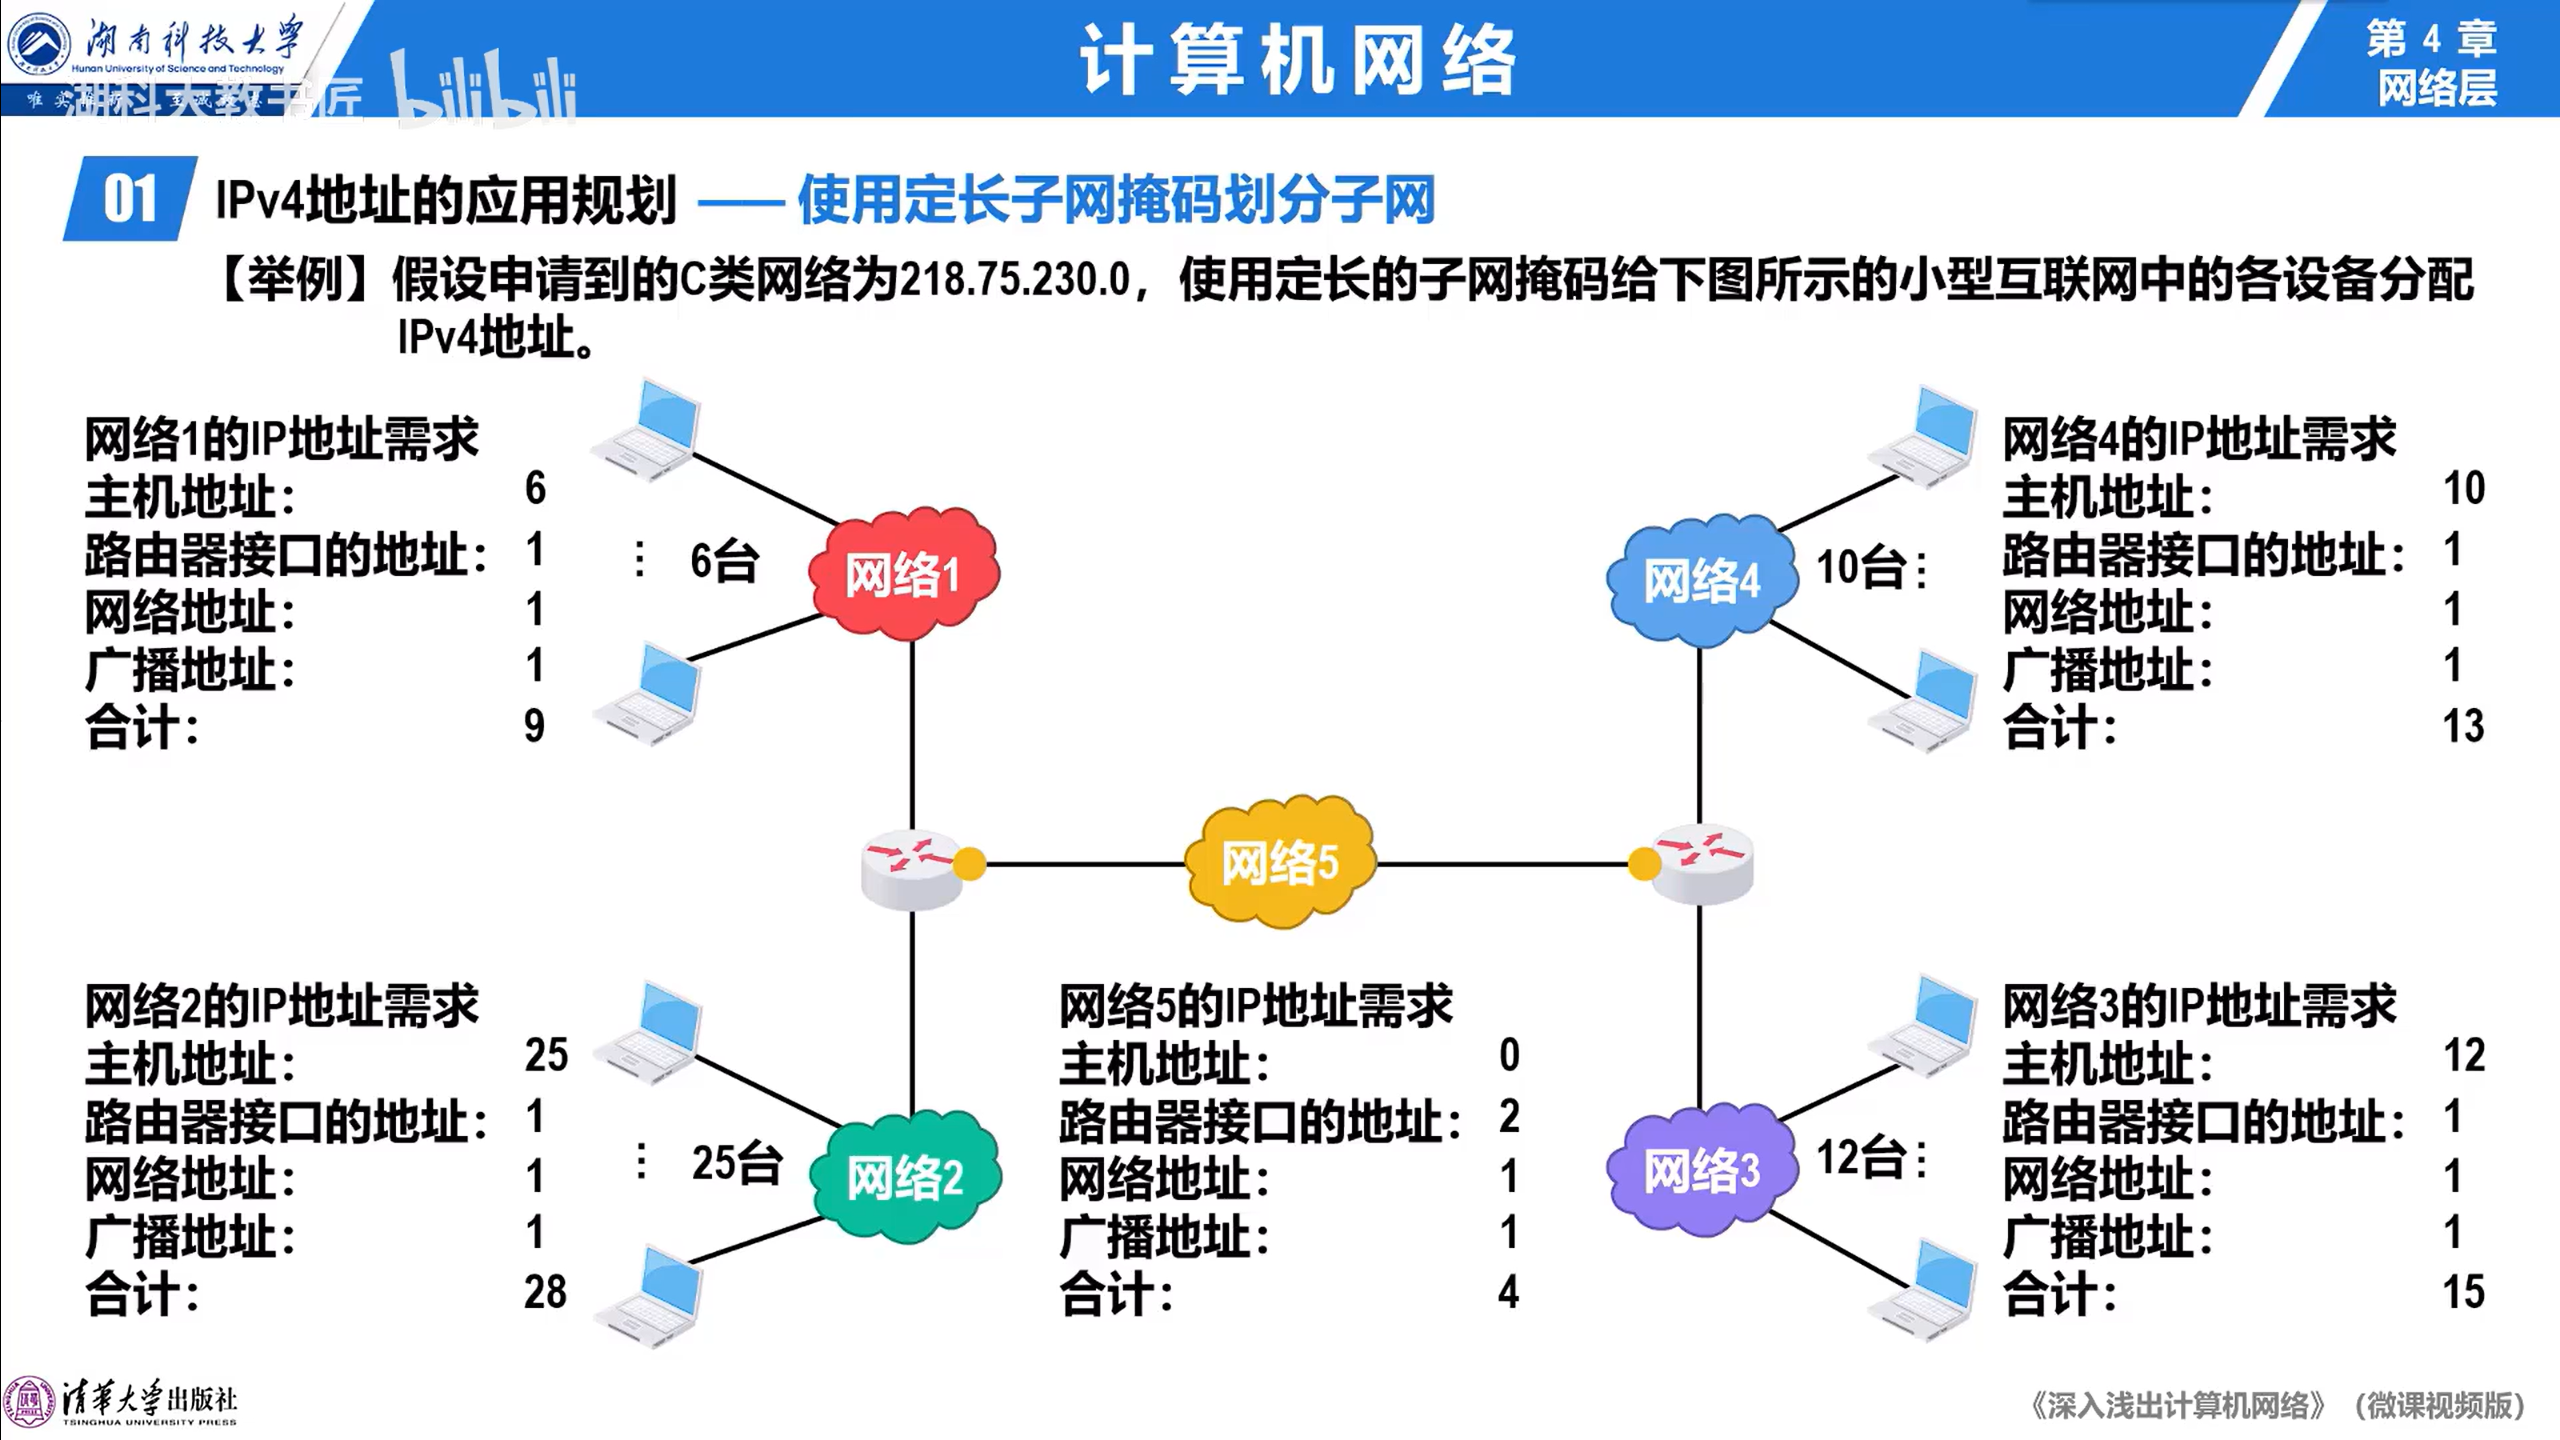 湖南科技大学
Hunan University of Science and Technology
湖科大教书匠 bilibili
计算机网络
第 4 章
网络层
01 IPv4地址的应用规划 —— 使用定长子网掩码划分子网
【举例】假设申请到的C类网络为218.75.230.0，使用定长的子网掩码给下图所示的小型互联网中的各设备分配
IPv4地址。
网络1的IP地址需求
主机地址： 6
路由器接口的地址： 1
网络地址： 1
广播地址： 1
合计： 9
6台
网络1
网络4
10台
网络4的IP地址需求
主机地址： 10
路由器接口的地址： 1
网络地址： 1
广播地址： 1
合计： 13
网络5
网络2的IP地址需求
主机地址： 25
路由器接口的地址： 1
网络地址： 1
广播地址： 1
合计： 28
25台
网络2
网络5的IP地址需求
主机地址： 0
路由器接口的地址： 2
网络地址： 1
广播地址： 1
合计： 4
网络3
12台
网络3的IP地址需求
主机地址： 12
路由器接口的地址： 1
网络地址： 1
广播地址： 1
合计： 15
清华大学出版社
TSINGHUA UNIVERSITY PRESS
《深入浅出计算机网络》（微课视频版）